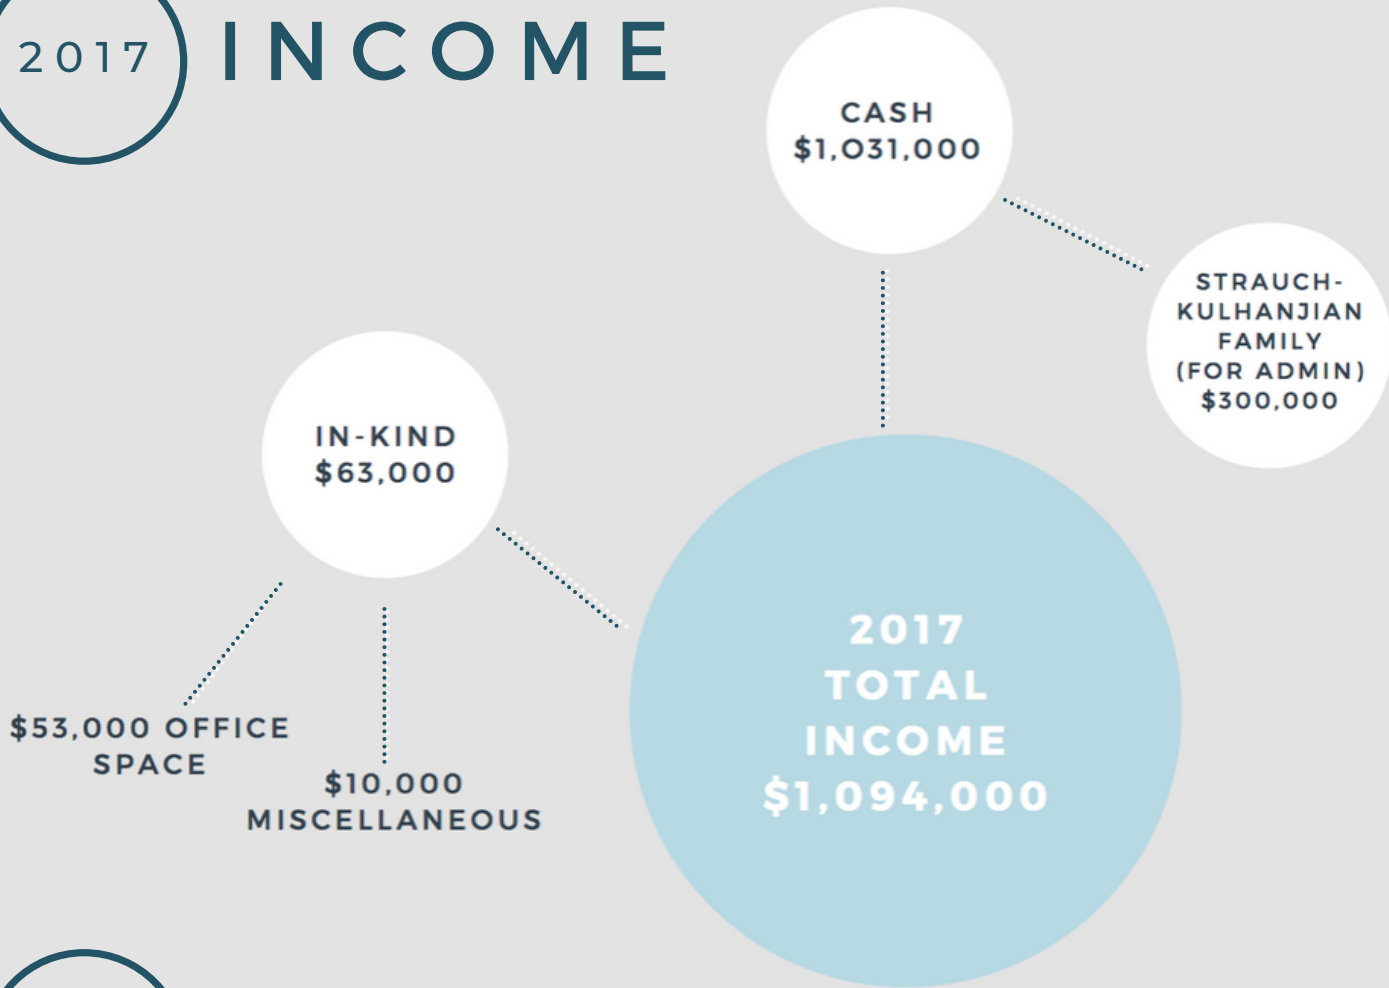 2017
INCOME
CASH
$1,O31,000
STRAUCH-
KULHANJIAN
FAMILY
(FOR ADMIN)
$300,000
IN-KIND
$63,000
$53,000 OFFICE
SPACE
$10,000
MISCELLANEOUS
2017
TOTAL
INCOME
$1,094,000